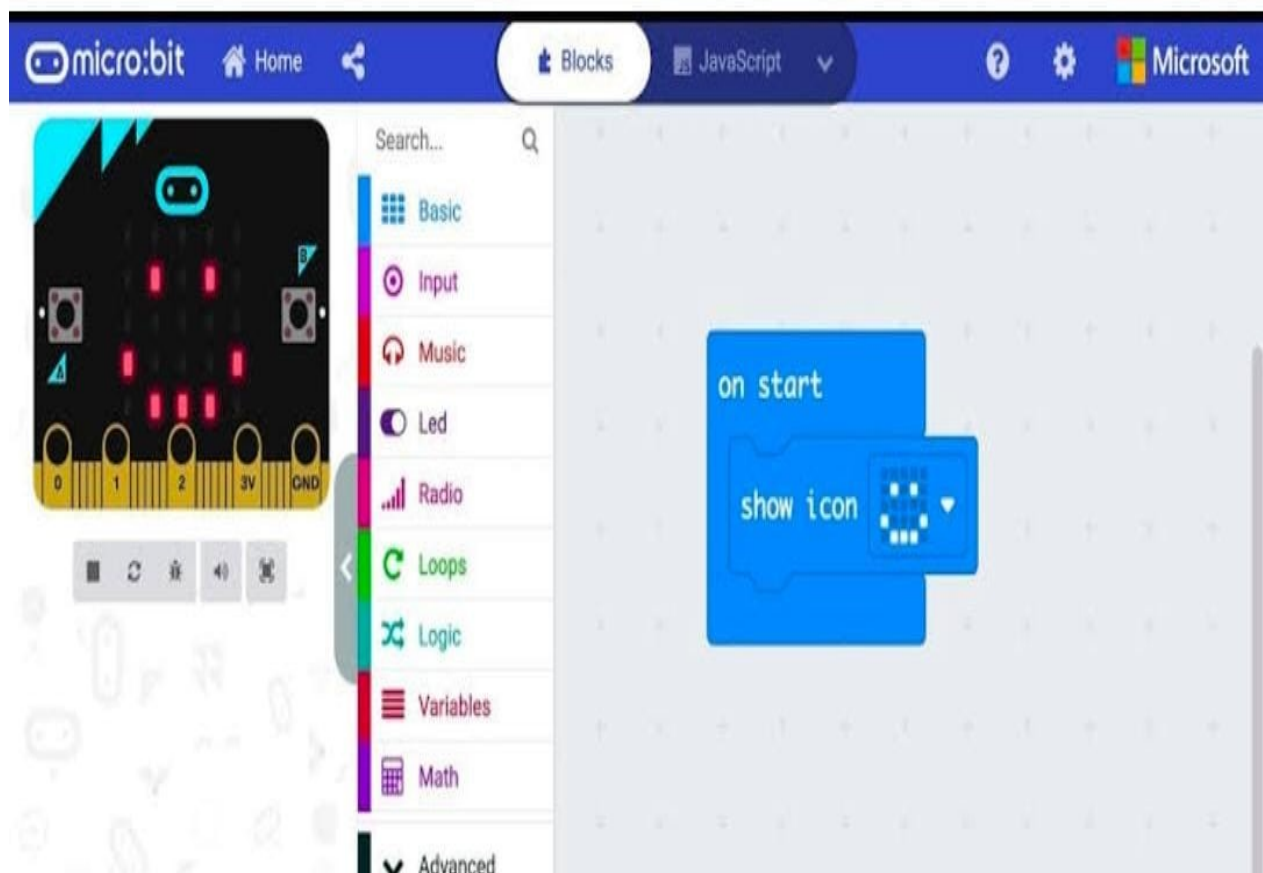 micro:bit Home Blocks JavaScript Microsoft
B
A
0 1 2 3V GND
Search...
Basic
Input
Music
Led
Radio
Loops
Logic
Variables
Math
Advanced
on start
show icon